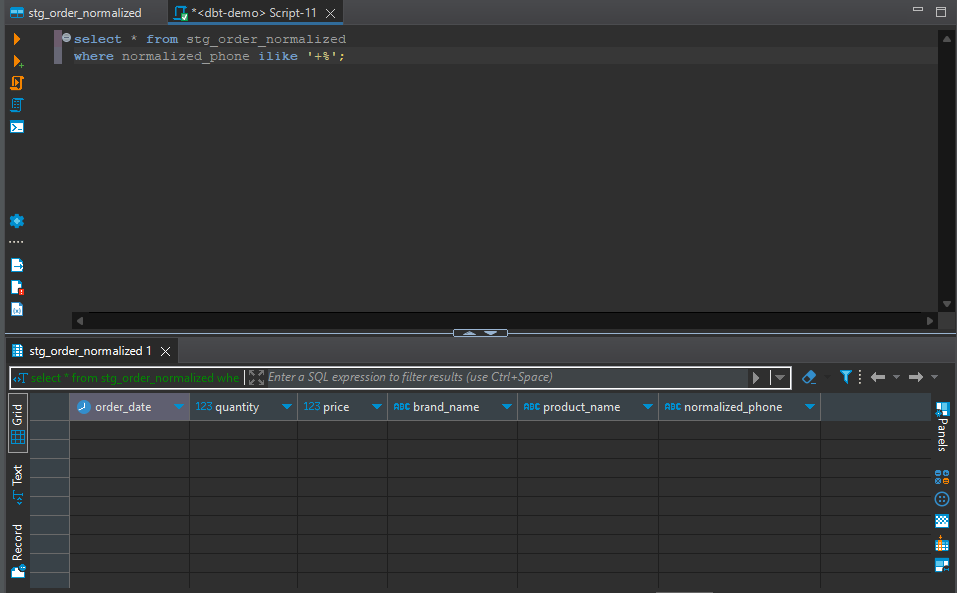 stg_order_normalized
*<dbt-demo> Script-11
select * from stg_order_normalized
where normalized_phone ilike '+%';
stg_order_normalized 1
select * from stg_order_normalized whe
Enter a SQL expression to filter results (use Ctrl+Space)
Grid
Text
Record
order_date
123 quantity
123 price
ABC brand_name
ABC product_name
ABC normalized_phone
Panels